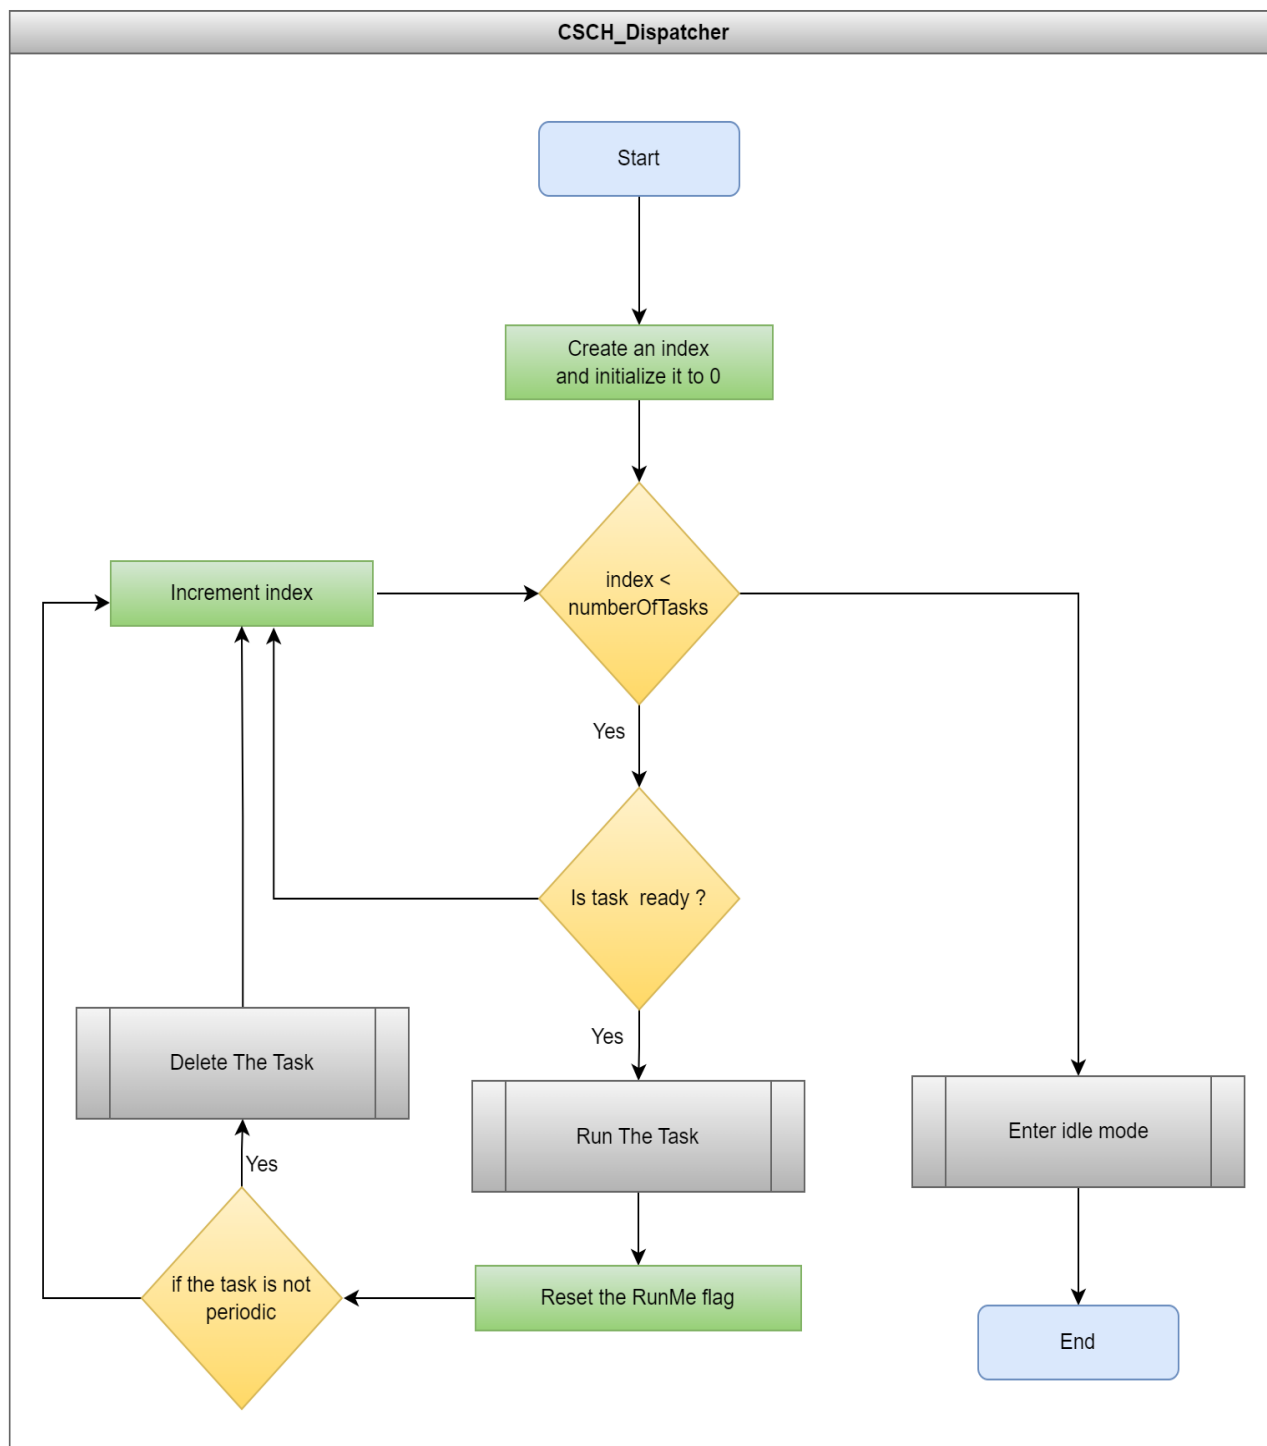 CSCH_Dispatcher
Start
Create an index
and initialize it to 0
Increment index
index <
numberOfTasks
Yes
Is task  ready ?
Yes
Delete The Task
Run The Task
Enter idle mode
Yes
if the task is not
periodic
Reset the RunMe flag
End